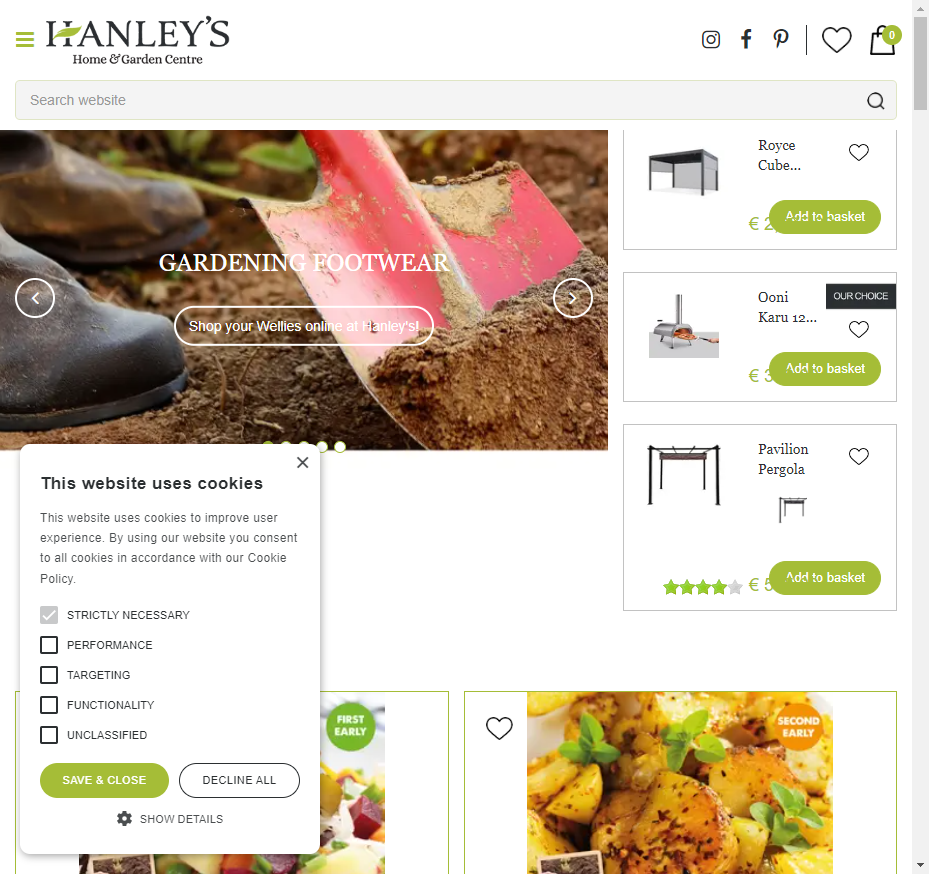 HANLEY'S
Home & Garden Centre
0
Search website
GARDENING FOOTWEAR
Shop your Wellies online at Hanley's!
Royce
Cube...
Add to basket
OUR CHOICE
Ooni
Karu 12...
Add to basket
Pavilion
Pergola
Add to basket
This website uses cookies
This website uses cookies to improve user
experience. By using our website you consent
to all cookies in accordance with our Cookie
Policy.
STRICTLY NECESSARY
PERFORMANCE
TARGETING
FUNCTIONALITY
UNCLASSIFIED
SAVE & CLOSE
DECLINE ALL
SHOW DETAILS
FIRST
EARLY
SECOND
EARLY